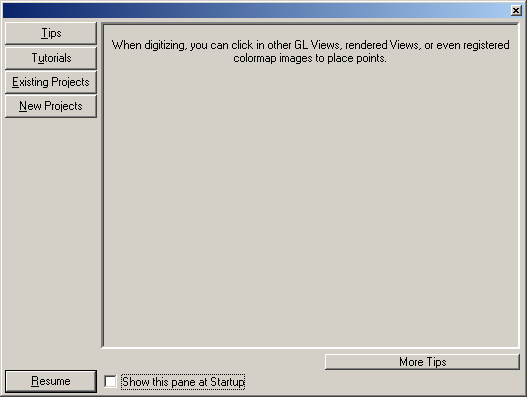 Tips
Tutorials
Existing Projects
New Projects
When digitizing, you can click in other GL Views, rendered Views, or even registered
colormap images to place points.
More Tips
Resume
Show this pane at Startup